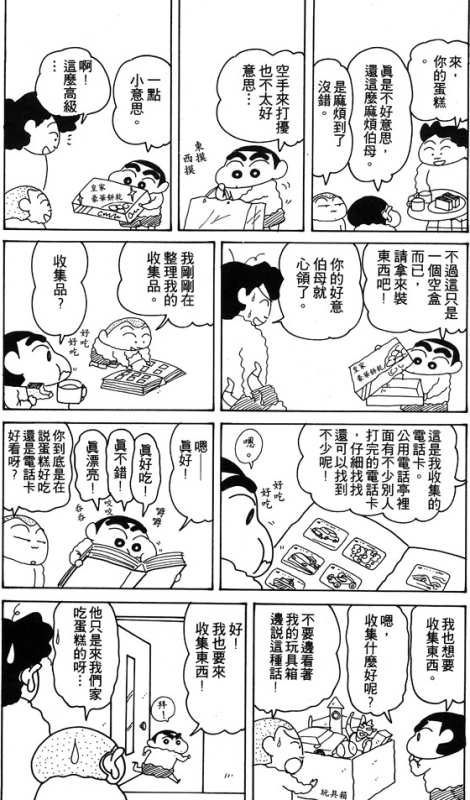 來，
你的蛋糕
。
真是不好意思，
還這麼麻煩伯母。
是麻煩到了
沒錯。
空手來打擾
也不太好
意思…
東摸
西摸
一點
小意思。
啊！
這麼高級
…
皇家
豪華餅乾
不過這只是
一個空盒
而已，
請拿來裝
東西吧！
皇家
豪華餅乾
你的好意
伯母就
心領了。
我剛剛在
整理我的
收集品。
收集品？
好吃
好吃
這是我收集的
電話卡。
公用電話亭裡
面有不少別人
打完的電話卡
，仔細找找
還可以找到
不少呢！
嗯。
好吃
好吃
嗯！
真好！
真好吃！
真不錯！
真漂亮！
你到底是在
說蛋糕好吃
還是電話卡
好看呀？
我也想要
收集東西。
嗯，
收集什麼好呢？
不要邊看著
我的玩具箱
邊說這種話！
玩具箱
好！
我也要來
收集東西！
拜！
他只是來我們家
吃蛋糕的呀…